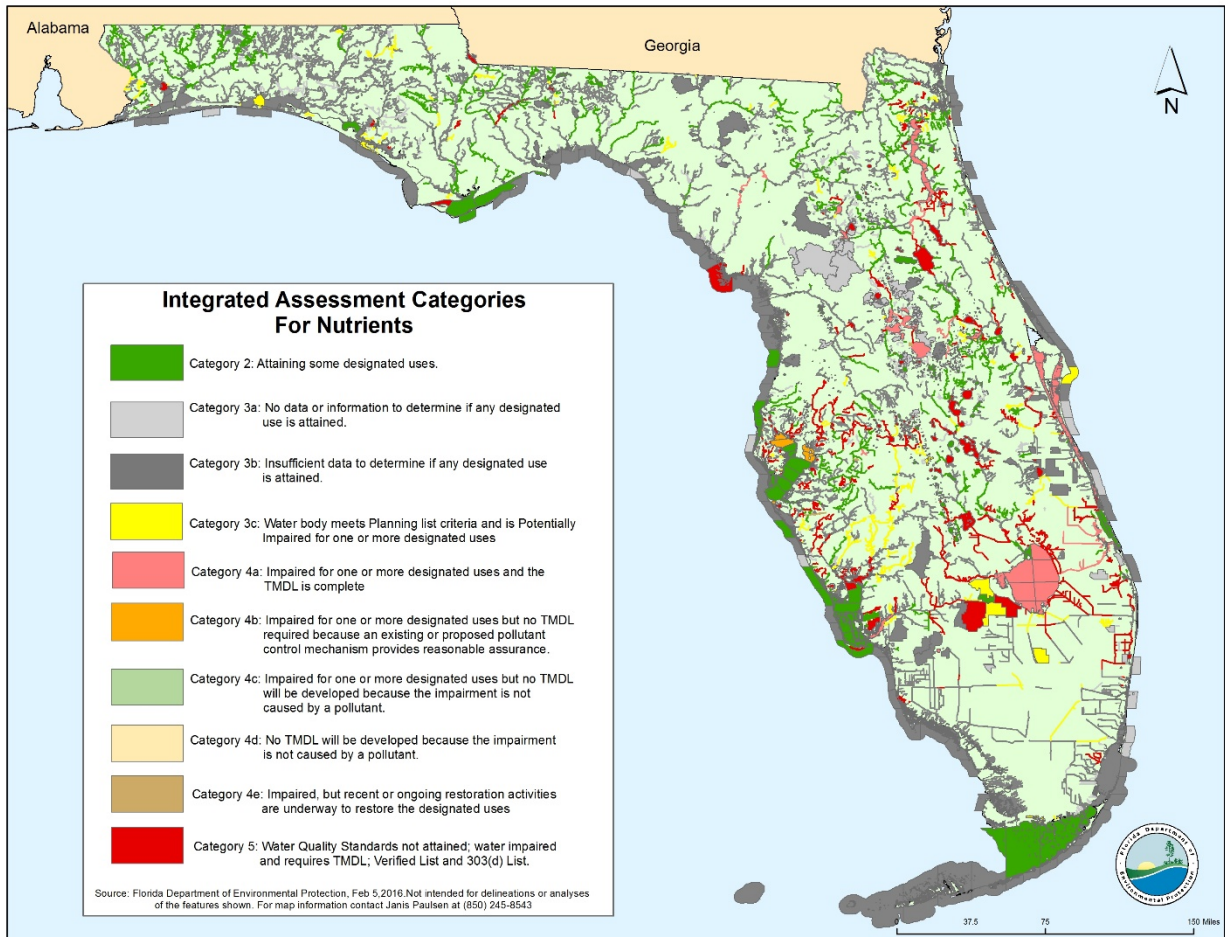 Alabama
Georgia
N
Integrated Assessment Categories
For Nutrients
Category 2: Attaining some designated uses.
Category 3a: No data or information to determine if any designated
use is attained.
Category 3b: Insufficient data to determine if any designated use
is attained.
Category 3c: Water body meets Planning list criteria and is Potentially
Impaired for one or more designated uses
Category 4a: Impaired for one or more designated uses and the
TMDL is complete
Category 4b: Impaired for one or more designated uses but no TMDL
required because an existing or proposed pollutant
control mechanism provides reasonable assurance.
Category 4c: Impaired for one or more designated uses but no TMDL
will be developed because the impairment is not
caused by a pollutant.
Category 4d: No TMDL will be developed because the impairment
is not caused by a pollutant.
Category 4e: Impaired, but recent or ongoing restoration activities
are underway to restore the designated uses
Category 5: Water Quality Standards not attained; water impaired
and requires TMDL; Verified List and 303(d) List.
Source: Florida Department of Environmental Protection, Feb 5,2016.Not intended for delineations or analyses
of the features shown. For map information contact Janis Paulsen at (850) 245-8543
Florida Department of
Environmental Protection
0 37.5 75 150 Miles